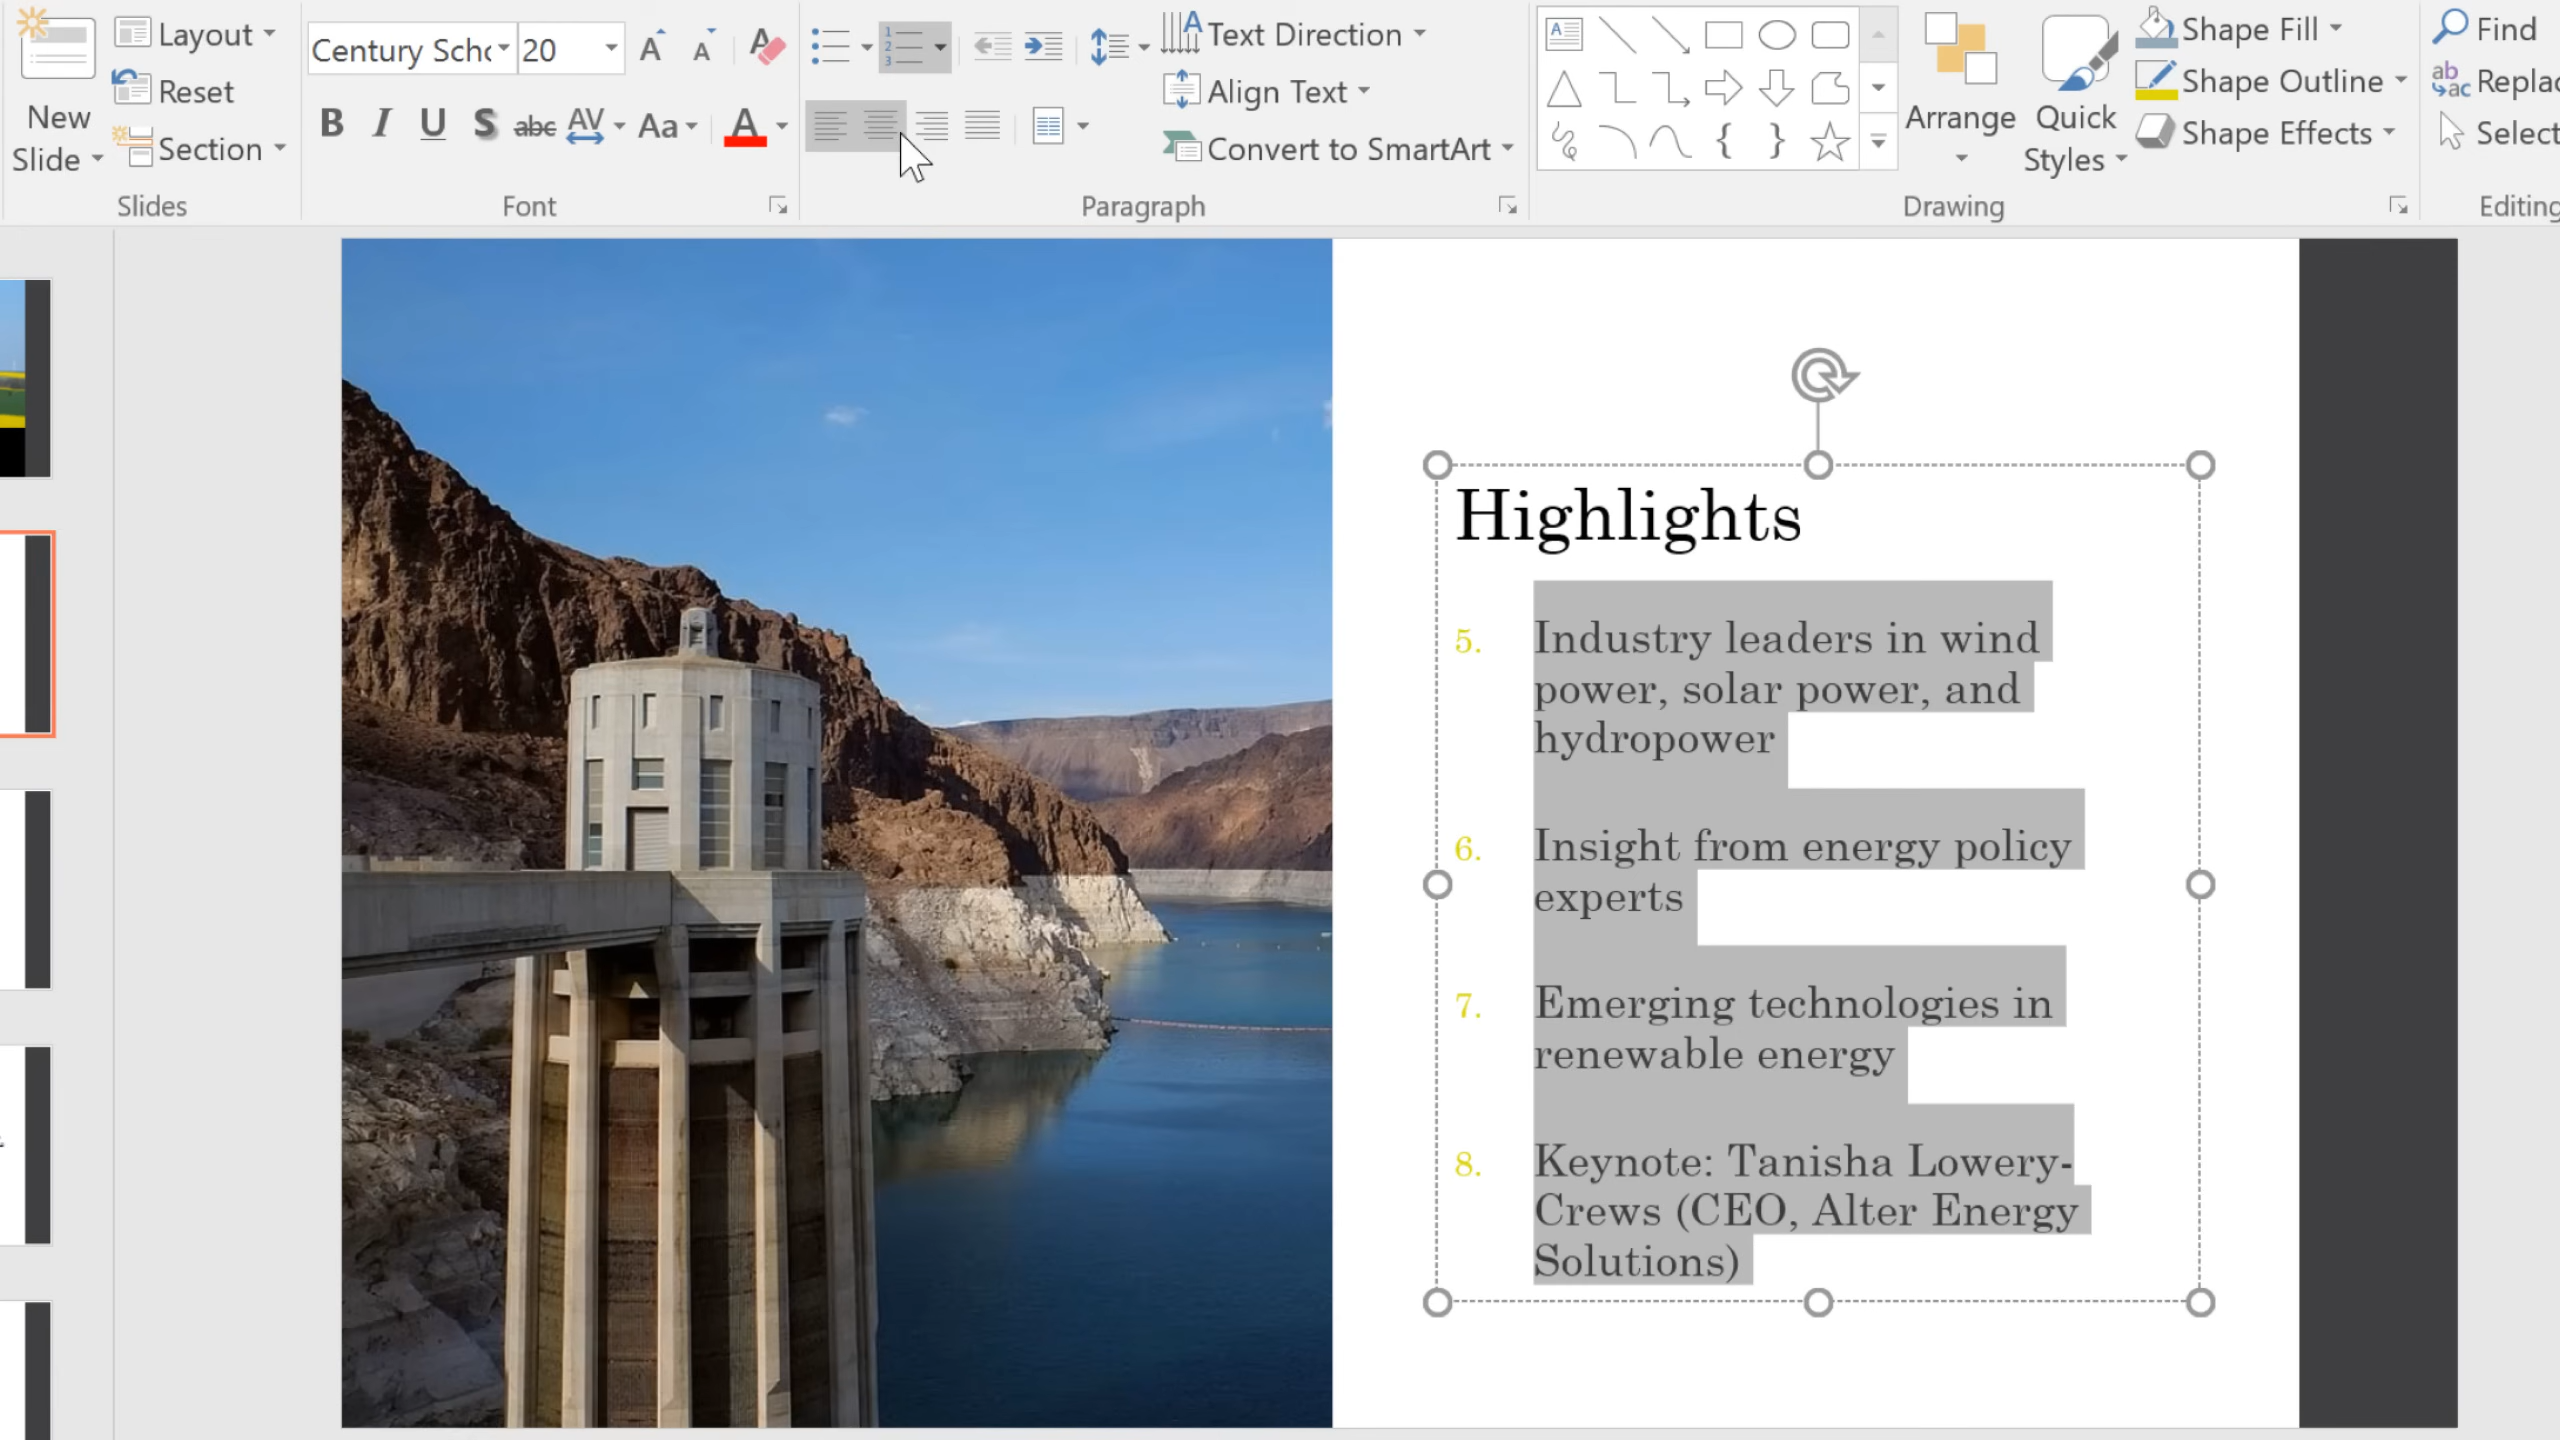 Layout
Reset
Section
New
Slide
Slides
Century Scho
20
B I U S abc AV Aa A
Font
Text Direction
Align Text
Convert to SmartArt
Paragraph
Arrange
Quick
Styles
Shape Fill
Shape Outline
Shape Effects
Drawing
Find
Replac
Select
Editing
Highlights
5. Industry leaders in wind
power, solar power, and
hydropower
6. Insight from energy policy
experts
7. Emerging technologies in
renewable energy
8. Keynote: Tanisha Lowery-
Crews (CEO, Alter Energy
Solutions)